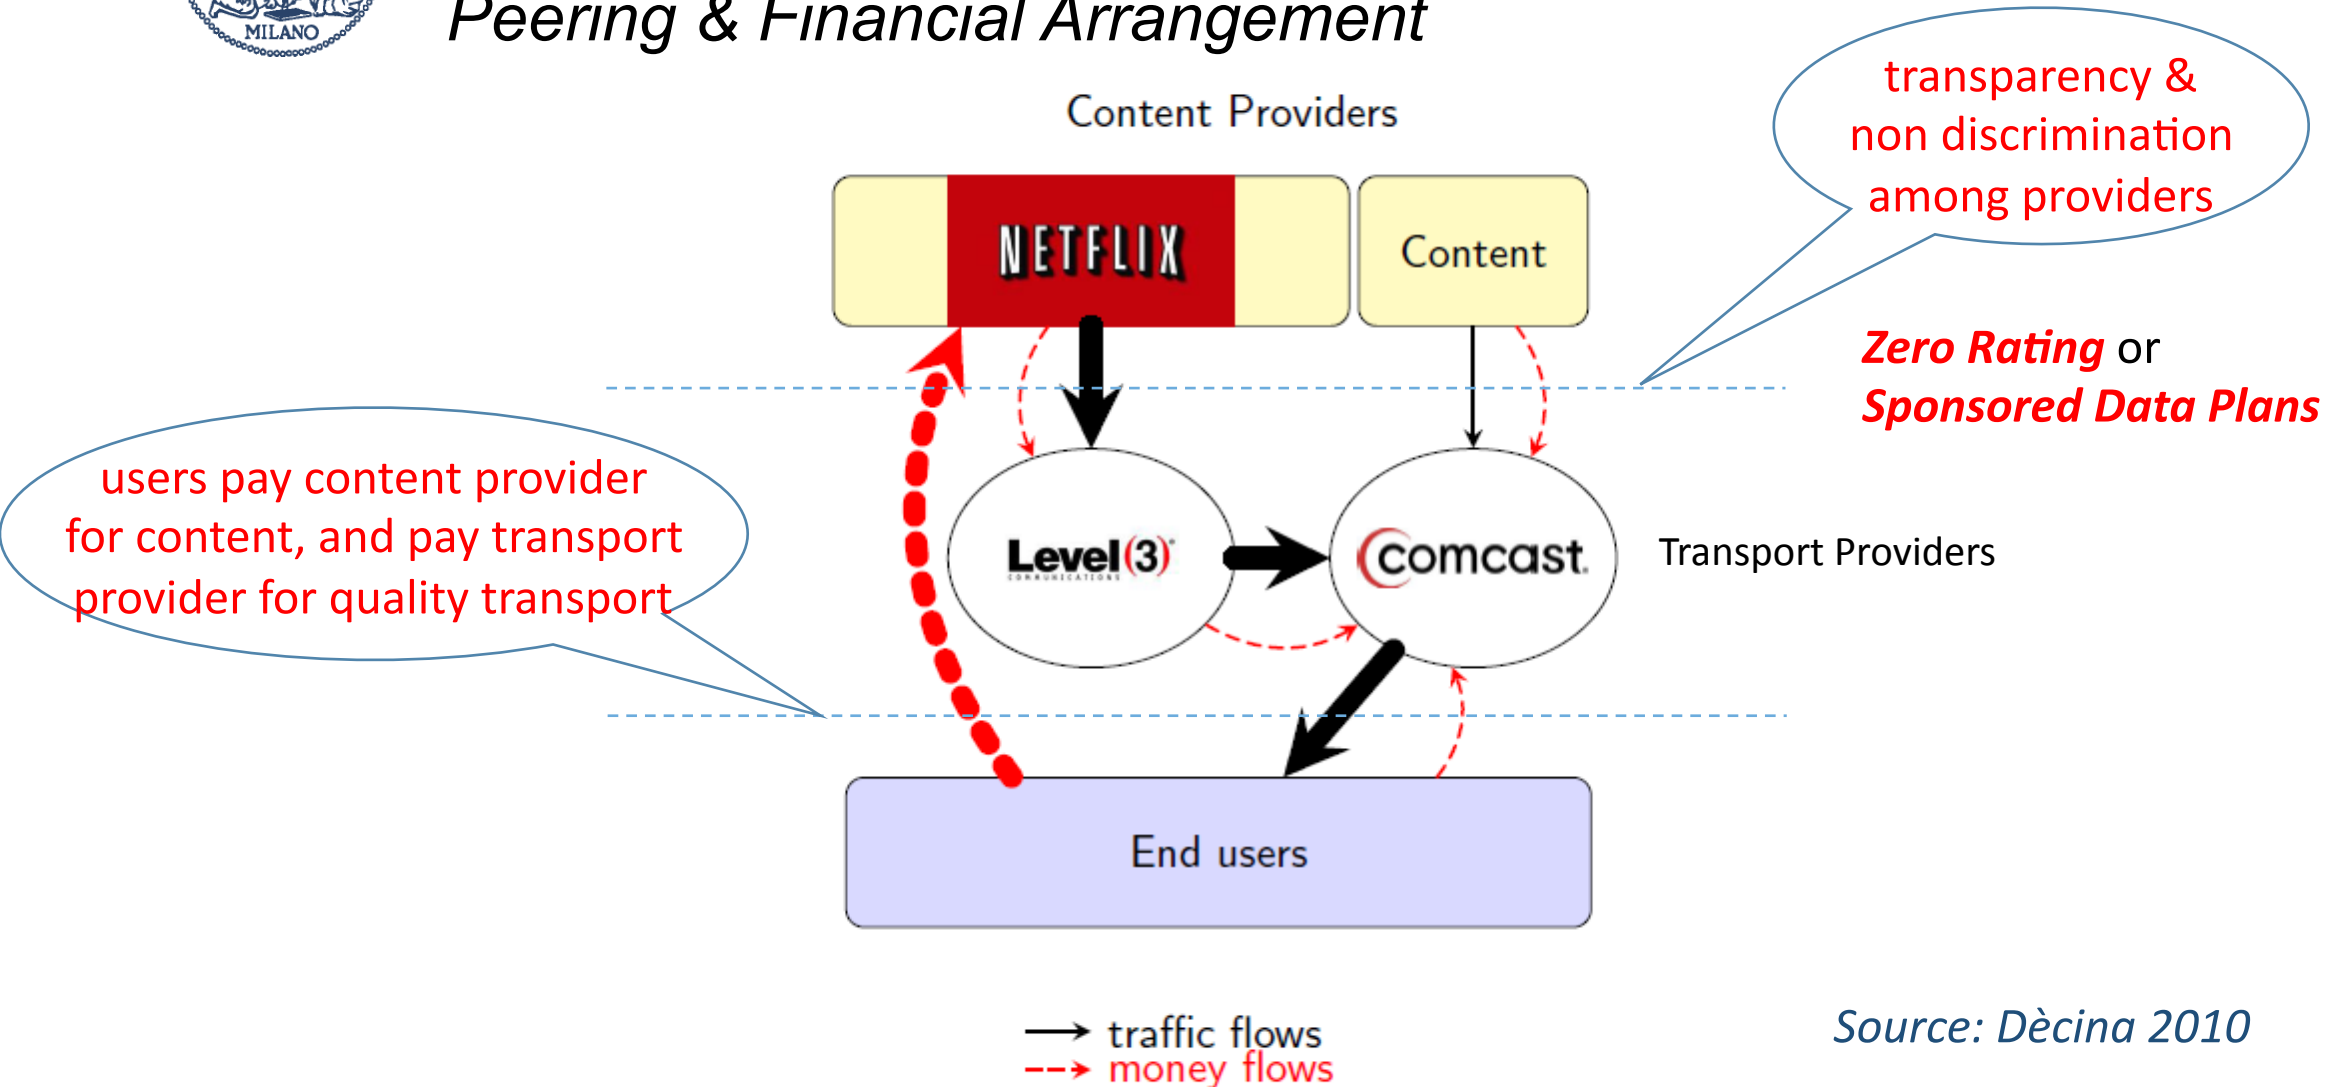 MILANO
Peering & Financial Arrangement
Content Providers
transparency &
non discrimination
among providers
NETFLIX
Content
Zero Rating or
Sponsored Data Plans
users pay content provider
for content, and pay transport
provider for quality transport
Level(3)
COMMUNICATIONS
comcast.
Transport Providers
End users
traffic flows
money flows
Source: Dècina 2010